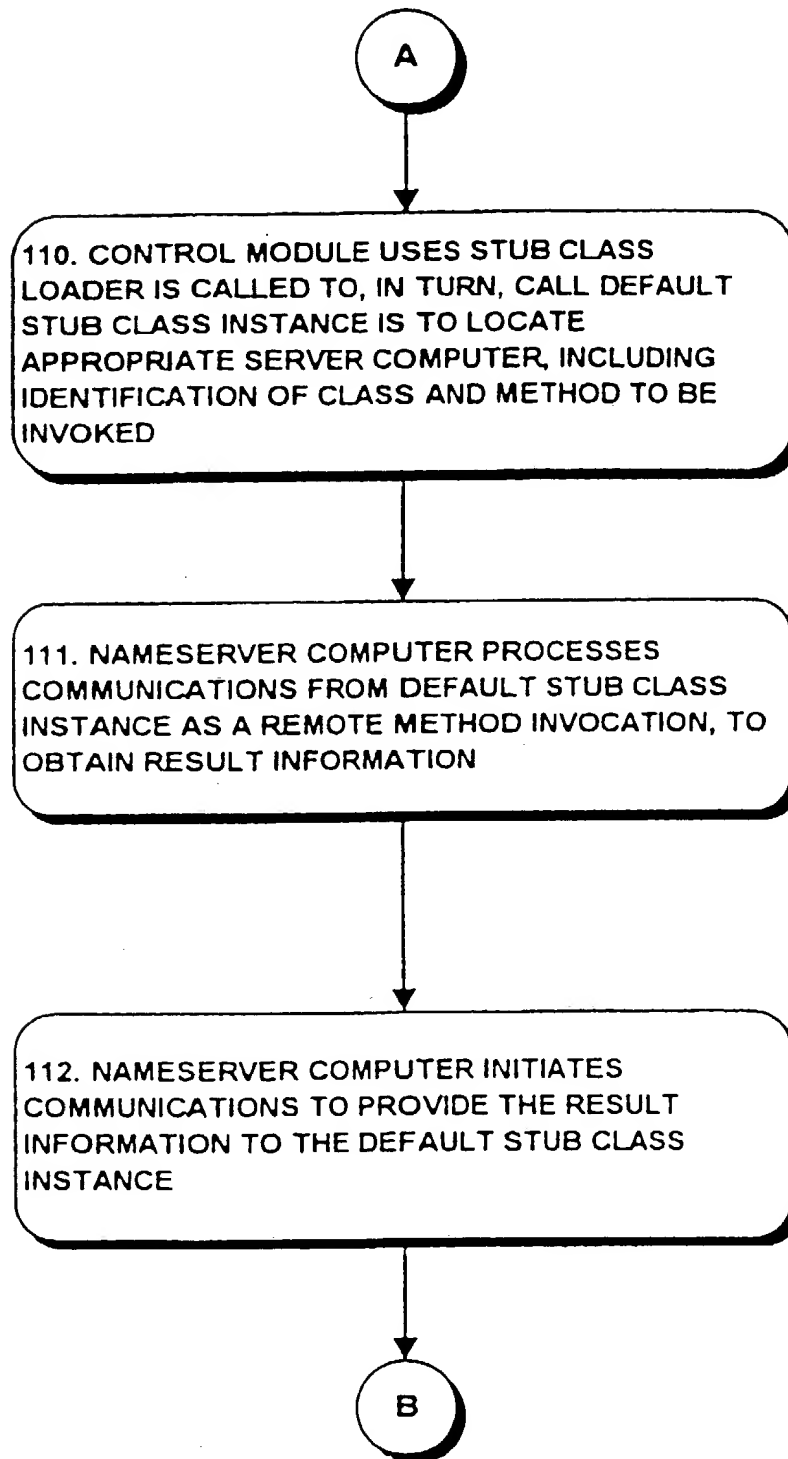 A
110. CONTROL MODULE USES STUB CLASS
LOADER IS CALLED TO, IN TURN, CALL DEFAULT
STUB CLASS INSTANCE IS TO LOCATE
APPROPRIATE SERVER COMPUTER, INCLUDING
IDENTIFICATION OF CLASS AND METHOD TO BE
INVOKED
111. NAMESERVER COMPUTER PROCESSES
COMMUNICATIONS FROM DEFAULT STUB CLASS
INSTANCE AS A REMOTE METHOD INVOCATION, TO
OBTAIN RESULT INFORMATION
112. NAMESERVER COMPUTER INITIATES
COMMUNICATIONS TO PROVIDE THE RESULT
INFORMATION TO THE DEFAULT STUB CLASS
INSTANCE
B